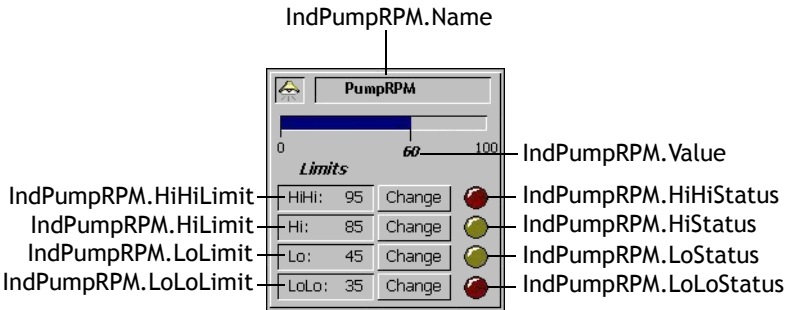 IndPumpRPM.Name
PumpRPM
0 60 100 IndPumpRPM.Value
Limits
IndPumpRPM.HiHiLimit HiHi: 95 Change IndPumpRPM.HiHiStatus
IndPumpRPM.HiLimit Hi: 85 Change IndPumpRPM.HiStatus
IndPumpRPM.LoLimit Lo: 45 Change IndPumpRPM.LoStatus
IndPumpRPM.LoLoLimit LoLo: 35 Change IndPumpRPM.LoLoStatus